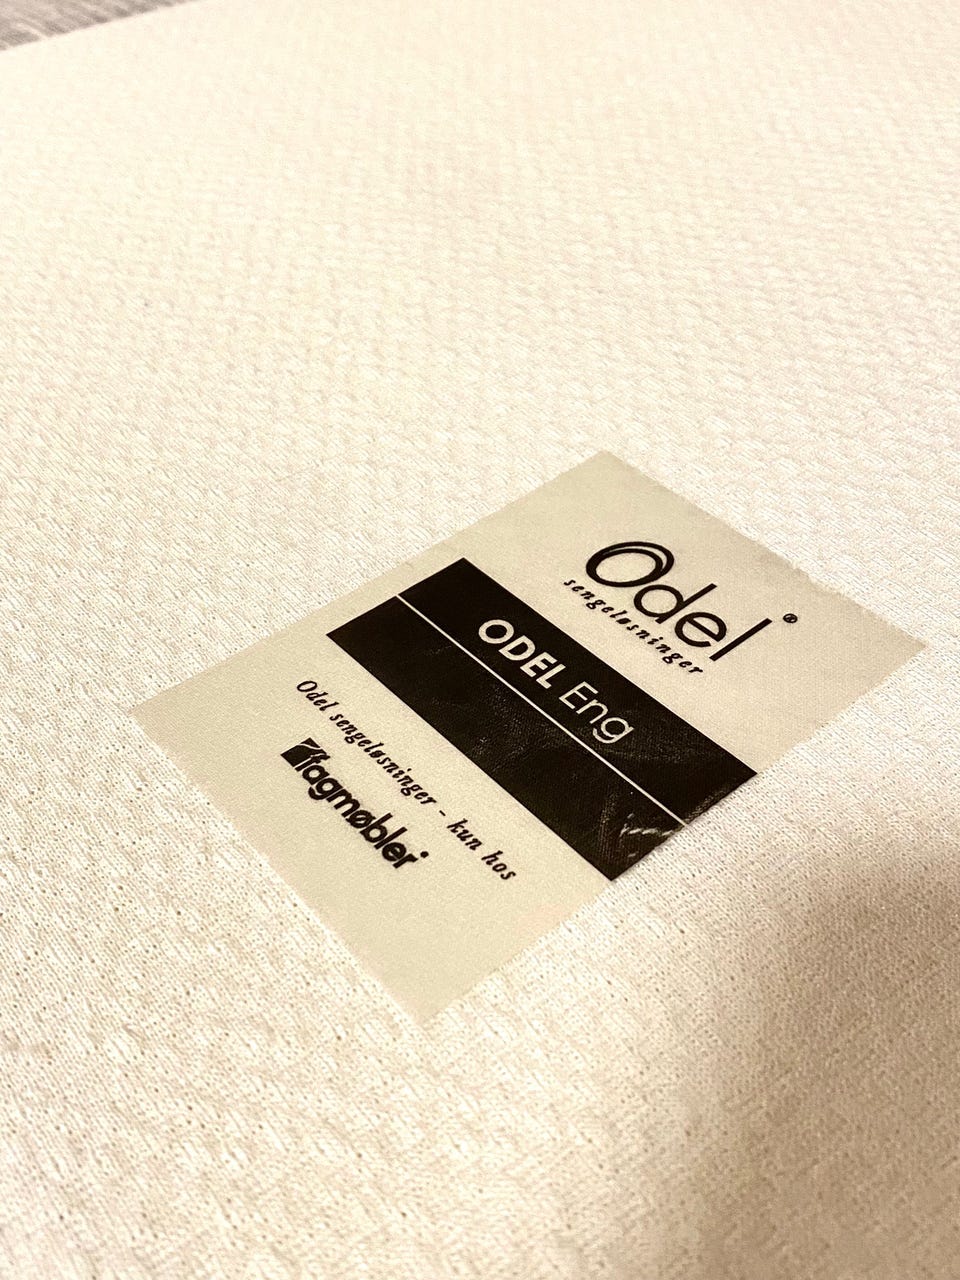 Odel®
sengeløsninger
ODEL Eng
Odel sengeløsninger - kun hos
fagmøbler